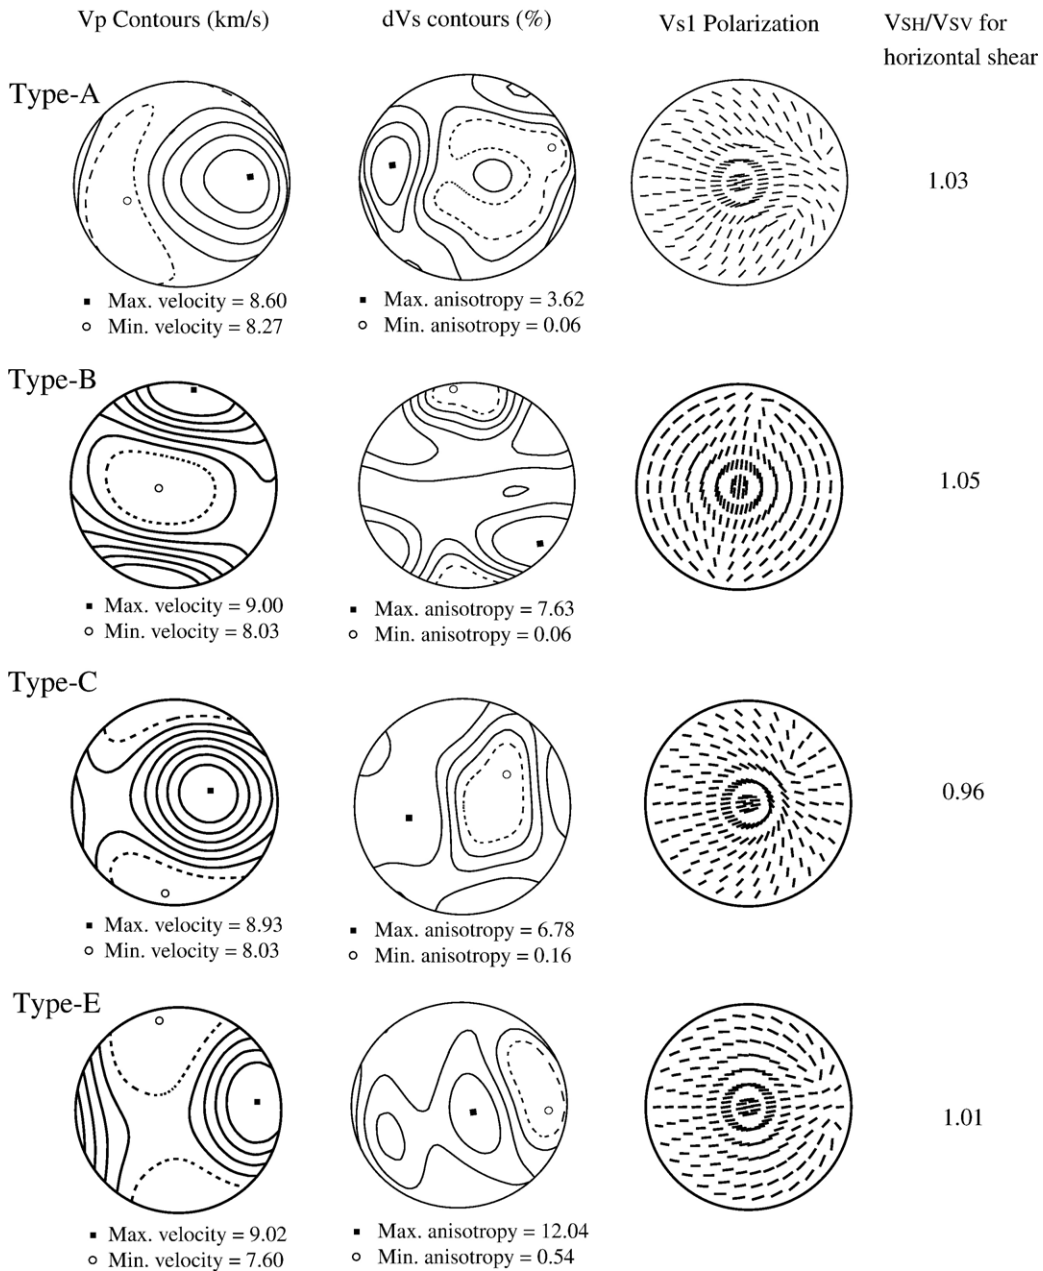 Vp Contours (km/s)
dVs contours (%)
Vs1 Polarization
VSH/VSV for
horizontal shear
Type-A
1.03
■ Max. velocity = 8.60
○ Min. velocity = 8.27
■ Max. anisotropy = 3.62
○ Min. anisotropy = 0.06
Type-B
1.05
■ Max. velocity = 9.00
○ Min. velocity = 8.03
■ Max. anisotropy = 7.63
○ Min. anisotropy = 0.06
Type-C
0.96
■ Max. velocity = 8.93
○ Min. velocity = 8.03
■ Max. anisotropy = 6.78
○ Min. anisotropy = 0.16
Type-E
1.01
■ Max. velocity = 9.02
○ Min. velocity = 7.60
■ Max. anisotropy = 12.04
○ Min. anisotropy = 0.54